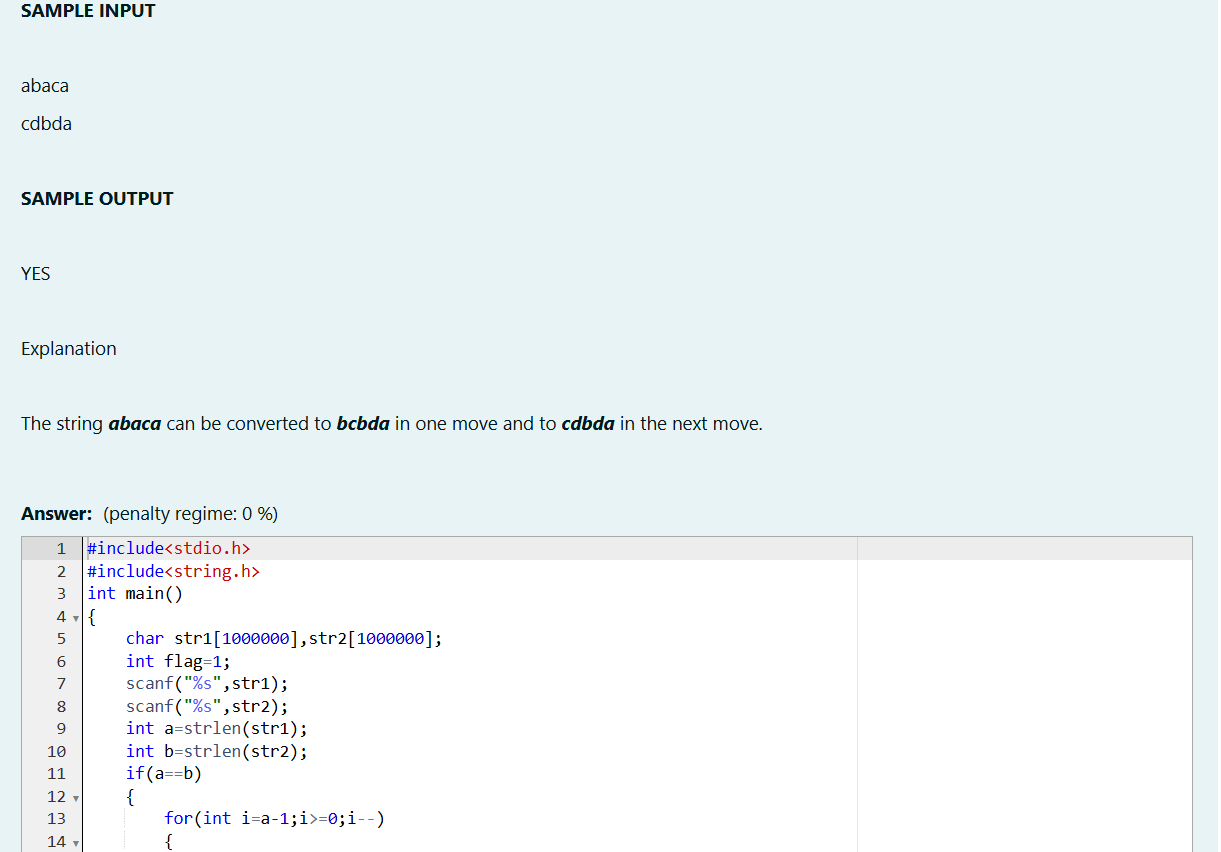 SAMPLE INPUT
abaca
cdbda
SAMPLE OUTPUT
YES
Explanation
The string abaca can be converted to bcbda in one move and to cdbda in the next move.
Answer: (penalty regime: 0 %)
1 #include<stdio.h>
2 #include<string.h>
3 int main()
4 {
5 char str1[1000000],str2[1000000];
6 int flag=1;
7 scanf("%s",str1);
8 scanf("%s",str2);
9 int a=strlen(str1);
10 int b=strlen(str2);
11 if(a==b)
12 {
13 for(int i=a-1;i>=0;i--)
14 {